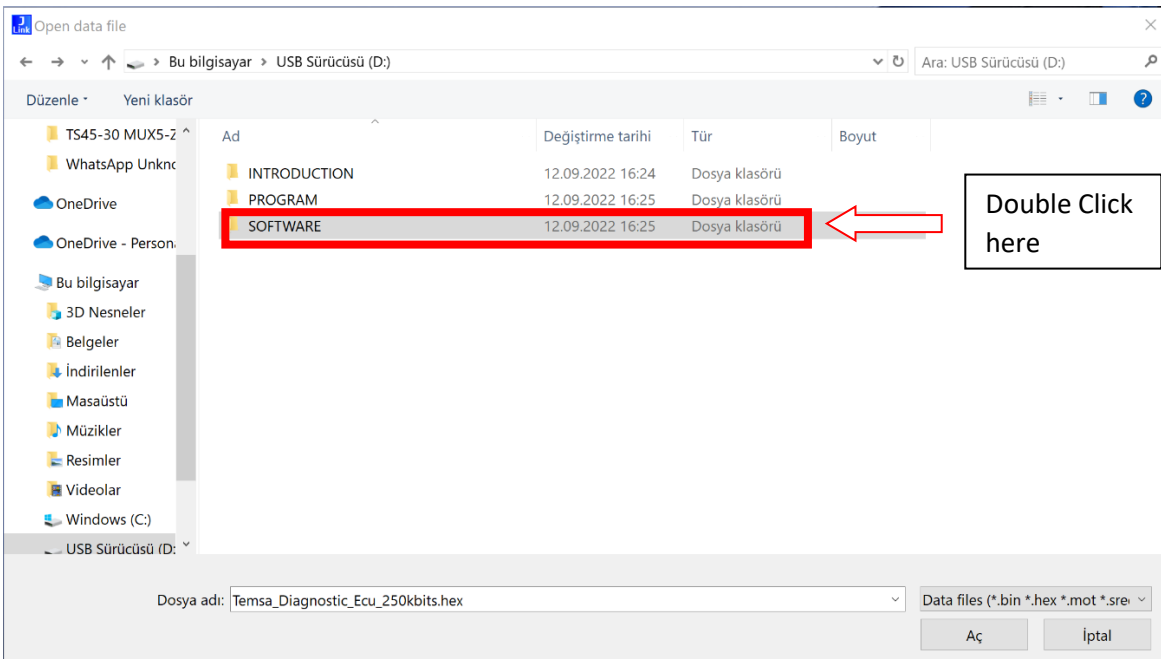 J Link Open data file
Bu bilgisayar > USB Sürücüsü (D:)
Ara: USB Sürücüsü (D:)
Düzenle
Yeni klasör
?
TS45-30 MUX5-Z
WhatsApp Unkno
OneDrive
OneDrive - Person
Bu bilgisayar
3D Nesneler
Belgeler
İndirilenler
Masaüstü
Müzikler
Resimler
Videolar
Windows (C:)
USB Sürücüsü (D:
Ad Değiştirme tarihi Tür Boyut
INTRODUCTION 12.09.2022 16:24 Dosya klasörü
PROGRAM 12.09.2022 16:25 Dosya klasörü
SOFTWARE 12.09.2022 16:25 Dosya klasörü
Double Click
here
Dosya adı: Temsa_Diagnostic_Ecu_250kbits.hex
Data files (*.bin *.hex *.mot *.sre
Aç
İptal